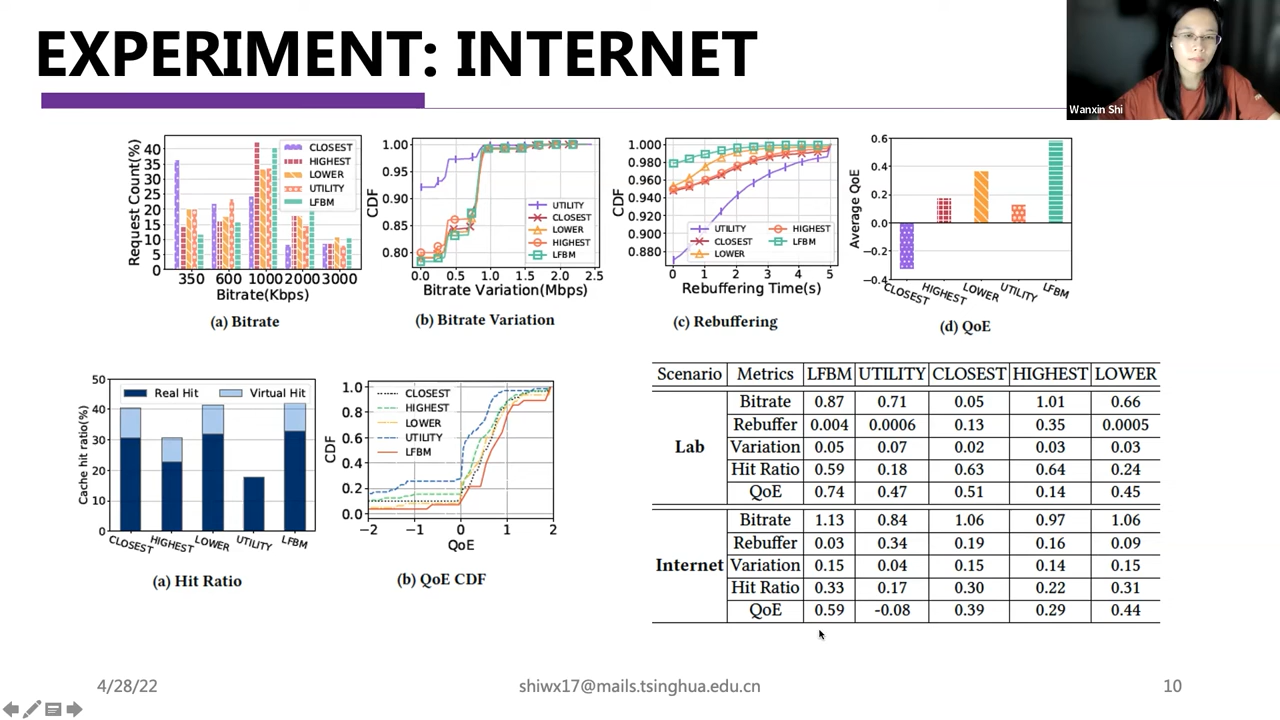 EXPERIMENT: INTERNET
Wanxin Shi
Request Count(%)
40
35
30
25
20
15
10
5
0
CLOSEST
HIGHEST
LOWER
UTILITY
LFBM
350 600 1000 2000 3000
Bitrate(Kbps)
(a) Bitrate
CDF
1.00
0.95
0.90
0.85
0.80
UTILITY
CLOSEST
LOWER
HIGHEST
LFBM
0.0 0.5 1.0 1.5 2.0 2.5
Bitrate Variation(Mbps)
(b) Bitrate Variation
CDF
1.000
0.980
0.960
0.940
0.920
0.900
0.880
UTILITY HIGHEST
CLOSEST LFBM
LOWER
0 1 2 3 4 5
Rebuffering Time(s)
(c) Rebuffering
Average QoE
0.6
0.4
0.2
0.0
−0.2
−0.4
CLOSEST HIGHEST LOWER UTILITY LFBM
(d) QoE
Cache hit ratio(%)
50
40
30
20
10
0
Real Hit Virtual Hit
CLOSEST HIGHEST LOWER UTILITY LFBM
(a) Hit Ratio
CDF
1.0
0.8
0.6
0.4
0.2
0.0
CLOSEST
HIGHEST
LOWER
UTILITY
LFBM
−2 −1 0 1 2
QoE
(b) QoE CDF
Scenario Metrics LFBM UTILITY CLOSEST HIGHEST LOWER
Lab
Bitrate 0.87 0.71 0.05 1.01 0.66
Rebuffer 0.004 0.0006 0.13 0.35 0.0005
Variation 0.05 0.07 0.02 0.03 0.03
Hit Ratio 0.59 0.18 0.63 0.64 0.24
QoE 0.74 0.47 0.51 0.14 0.45
Internet
Bitrate 1.13 0.84 1.06 0.97 1.06
Rebuffer 0.03 0.34 0.19 0.16 0.09
Variation 0.15 0.04 0.15 0.14 0.15
Hit Ratio 0.33 0.17 0.30 0.22 0.31
QoE 0.59 -0.08 0.39 0.29 0.44
4/28/22
shiwx17@mails.tsinghua.edu.cn
10